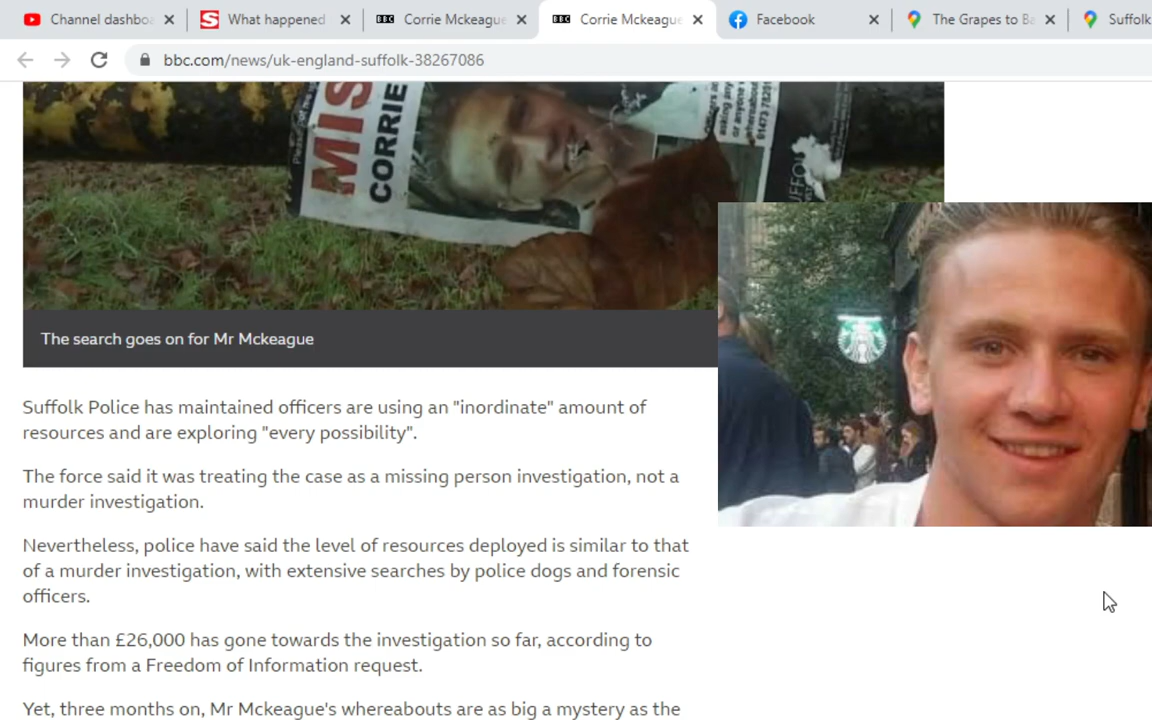 Channel dashboa
What happened
BBC
Corrie Mckeague
BBC
Corrie Mckeague
Facebook
The Grapes to Ba
Suffolk
bbc.com/news/uk-england-suffolk-38267086
MIS
CORRIE
The search goes on for Mr Mckeague
Suffolk Police has maintained officers are using an "inordinate" amount of
resources and are exploring "every possibility".
The force said it was treating the case as a missing person investigation, not a
murder investigation.
Nevertheless, police have said the level of resources deployed is similar to that
of a murder investigation, with extensive searches by police dogs and forensic
officers.
More than £26,000 has gone towards the investigation so far, according to
figures from a Freedom of Information request.
Yet, three months on, Mr Mckeague's whereabouts are as big a mystery as the